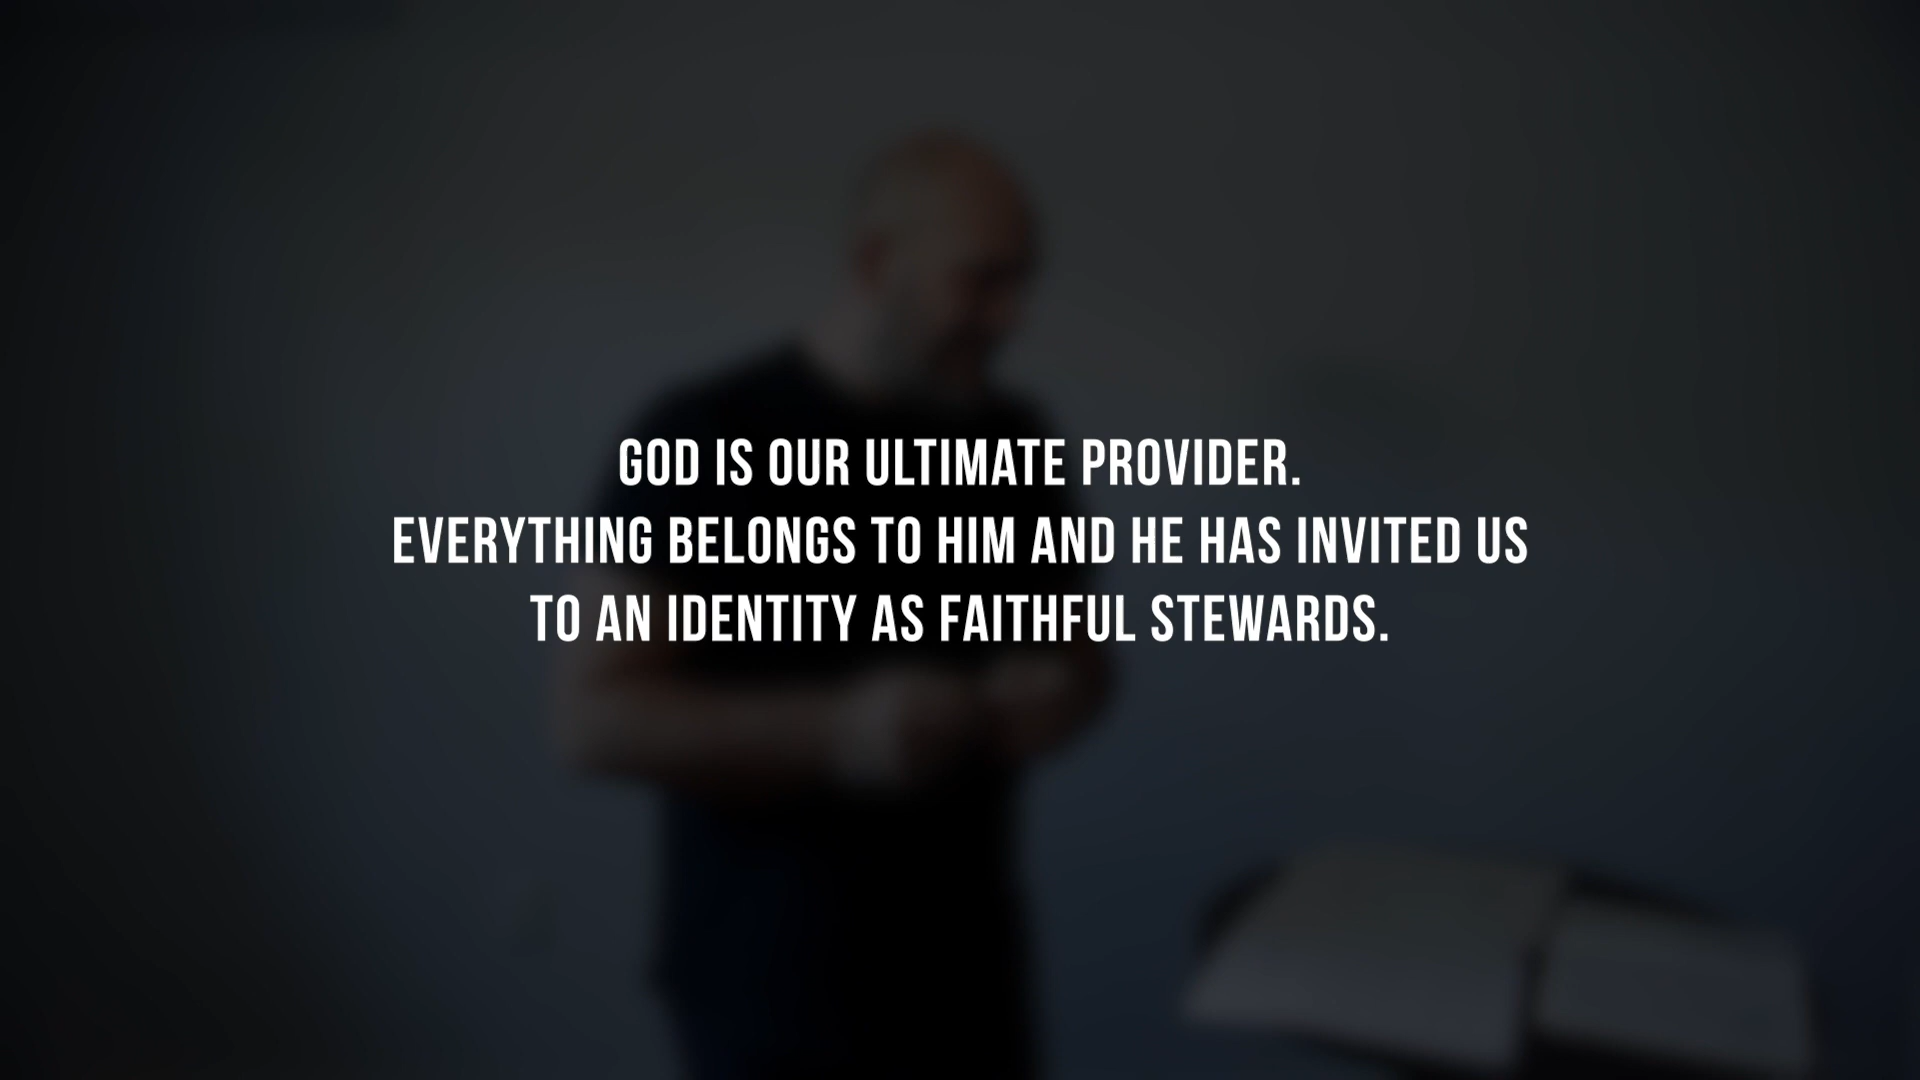 GOD IS OUR ULTIMATE PROVIDER.
EVERYTHING BELONGS TO HIM AND HE HAS INVITED US
TO AN IDENTITY AS FAITHFUL STEWARDS.